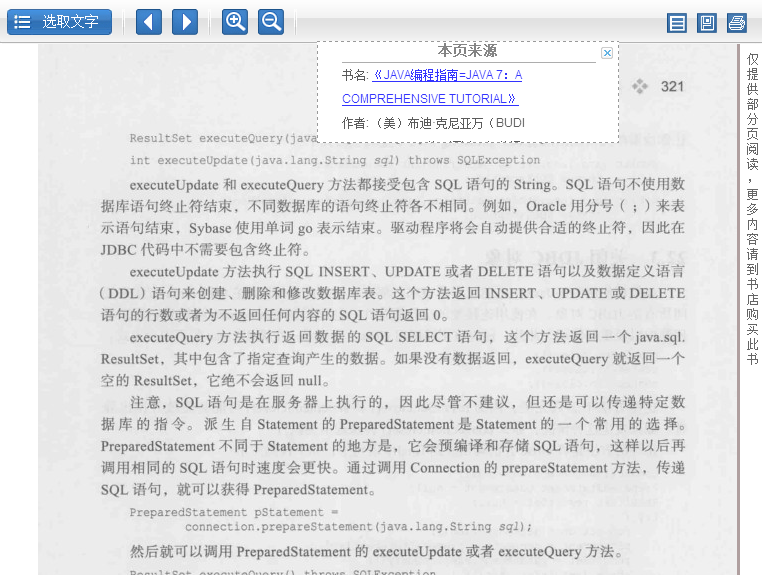 选取文字
本页来源
书名: 《JAVA编程指南=JAVA 7: A
COMPREHENSIVE TUTORIAL》
作者: （美）布迪·克尼亚万（BUDI
321
ResultSet executeQuery(java
int executeUpdate(java.lang.String sql) throws SQLException
executeUpdate 和 executeQuery 方法都接受包含 SQL 语句的 String。SQL 语句不使用数
据库语句终止符结束，不同数据库的语句终止符各不相同。例如，Oracle 用分号（；）来表
示语句结束，Sybase 使用单词 go 表示结束。驱动程序将会自动提供合适的终止符，因此在
JDBC 代码中不需要包含终止符。
executeUpdate 方法执行 SQL INSERT、UPDATE 或者 DELETE 语句以及数据定义语言
（DDL）语句来创建、删除和修改数据库表。这个方法返回 INSERT、UPDATE 或 DELETE
语句的行数或者为不返回任何内容的 SQL 语句返回 0。
executeQuery 方法执行返回数据的 SQL SELECT 语句，这个方法返回一个 java.sql.
ResultSet，其中包含了指定查询产生的数据。如果没有数据返回，executeQuery 就返回一个
空的 ResultSet，它绝不会返回 null。
注意，SQL 语句是在服务器上执行的，因此尽管不建议，但还是可以传递特定数
据库的指令。派生自 Statement 的 PreparedStatement 是 Statement 的一个常用的选择。
PreparedStatement 不同于 Statement 的地方是，它会预编译和存储 SQL 语句，这样以后再
调用相同的 SQL 语句时速度会更快。通过调用 Connection 的 prepareStatement 方法，传递
SQL 语句，就可以获得 PreparedStatement。
PreparedStatement pStatement =
connection.prepareStatement(java.lang.String sql);
然后就可以调用 PreparedStatement 的 executeUpdate 或者 executeQuery 方法。
ResultSet executeQuery() throws SQLException
仅提供部分页阅读，更多内容请到书店购买此书